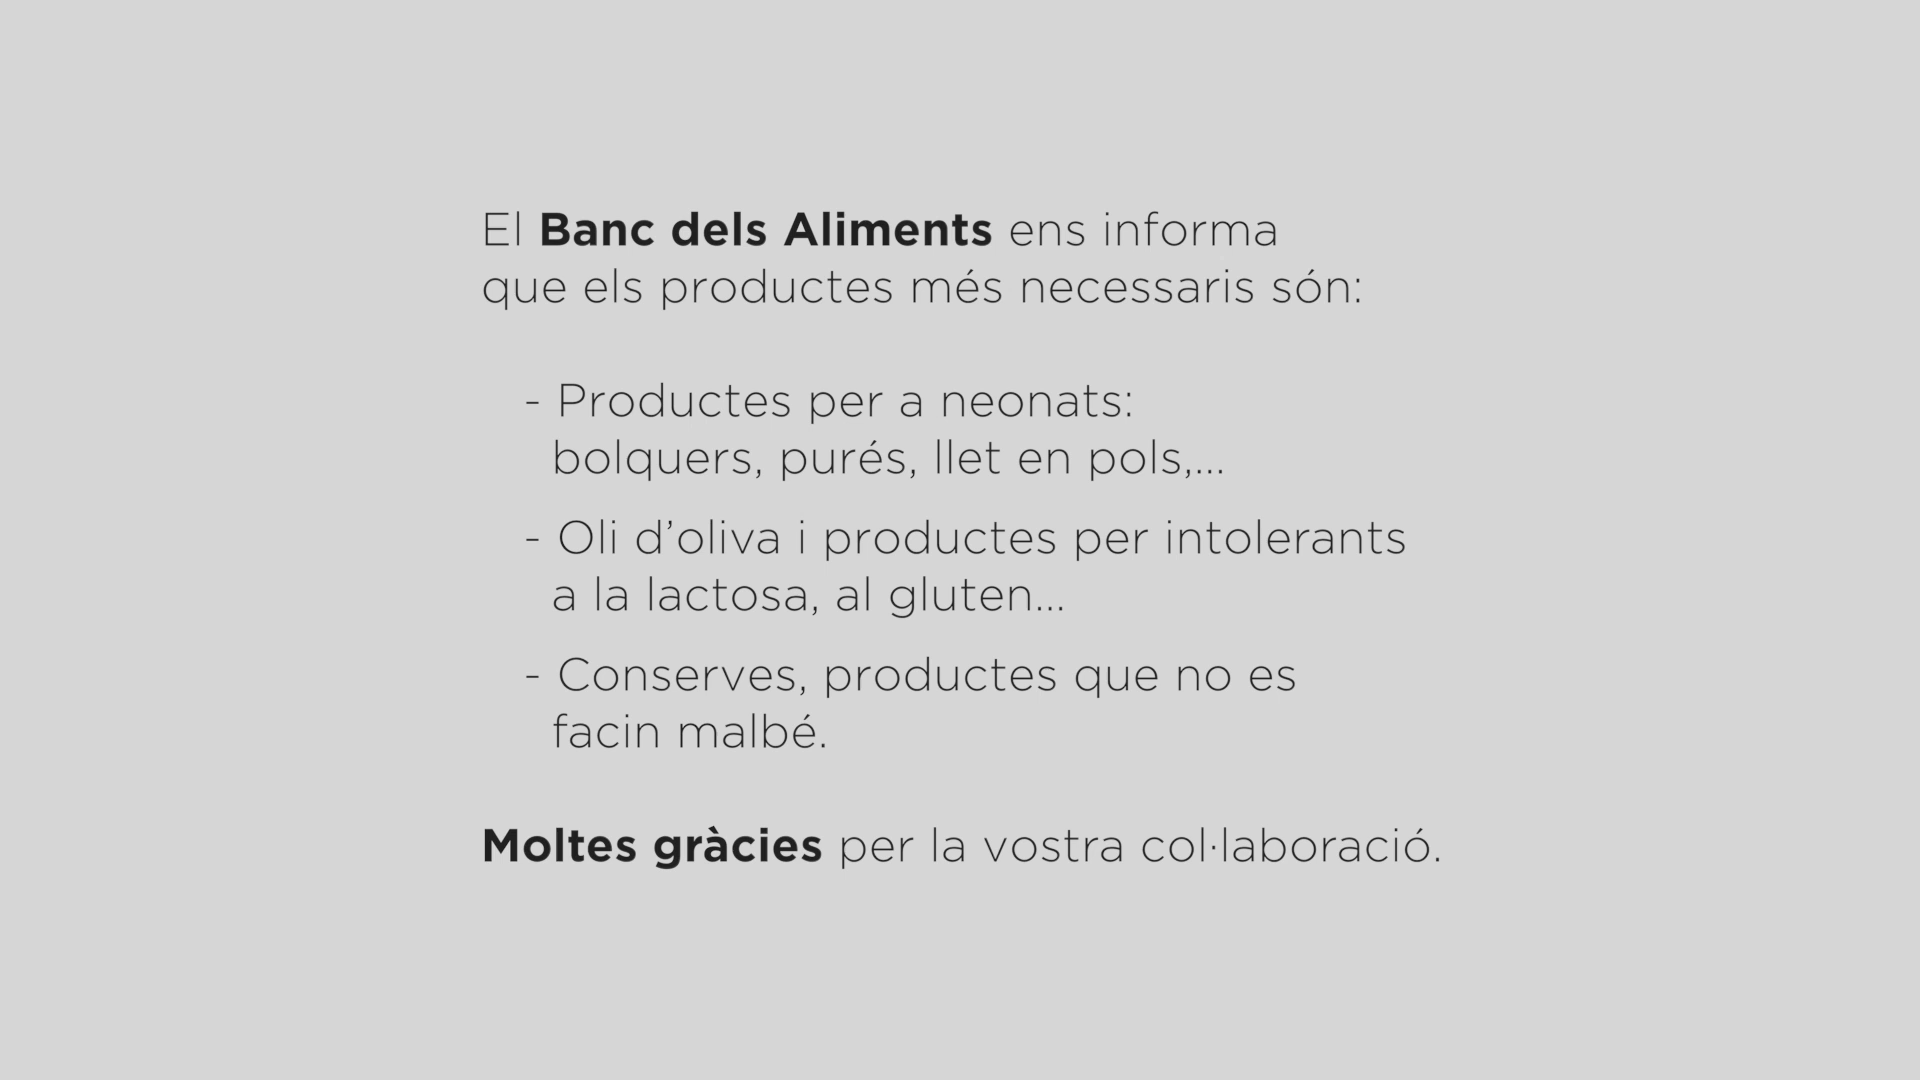 El Banc dels Aliments ens informa
que els productes més necessaris són:
- Productes per a neonats:
bolquers, purés, llet en pols,...
- Oli d’oliva i productes per intolerants
a la lactosa, al gluten...
- Conserves, productes que no es
facin malbé.
Moltes gràcies per la vostra col·laboració.